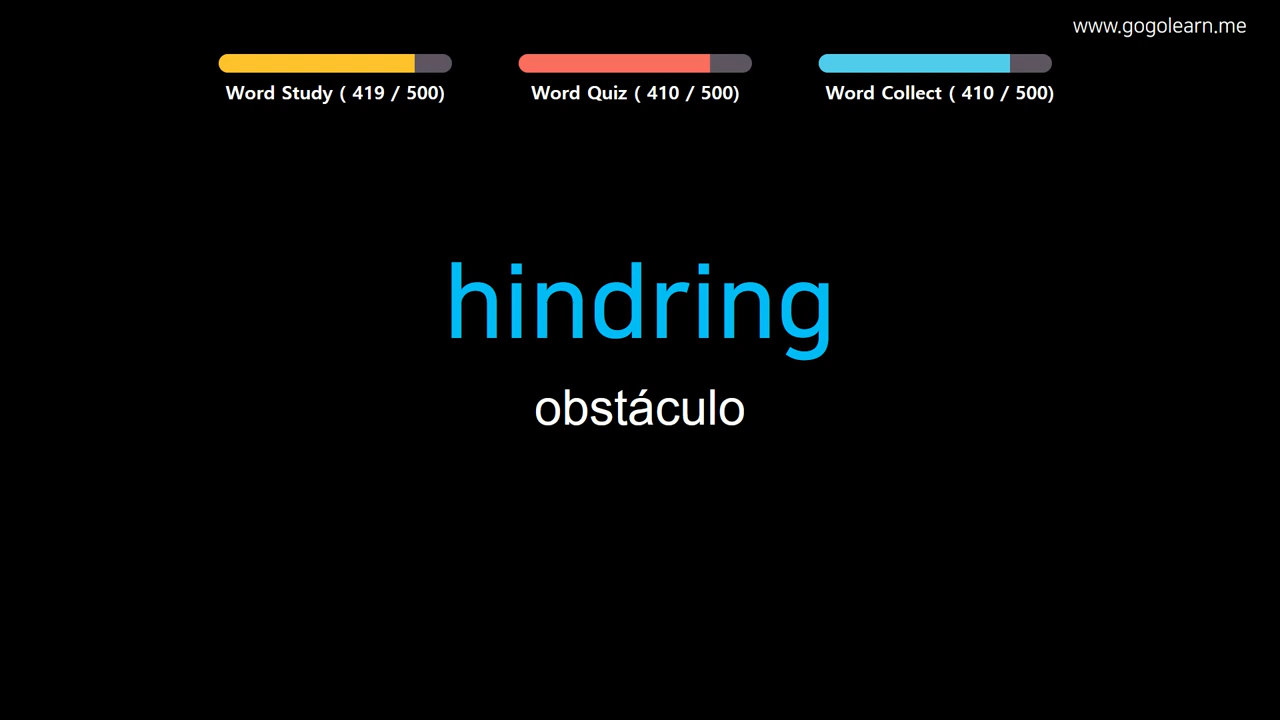 www.gogolearn.me
Word Study ( 419 / 500)
Word Quiz ( 410 / 500)
Word Collect ( 410 / 500)
hindring
obstáculo